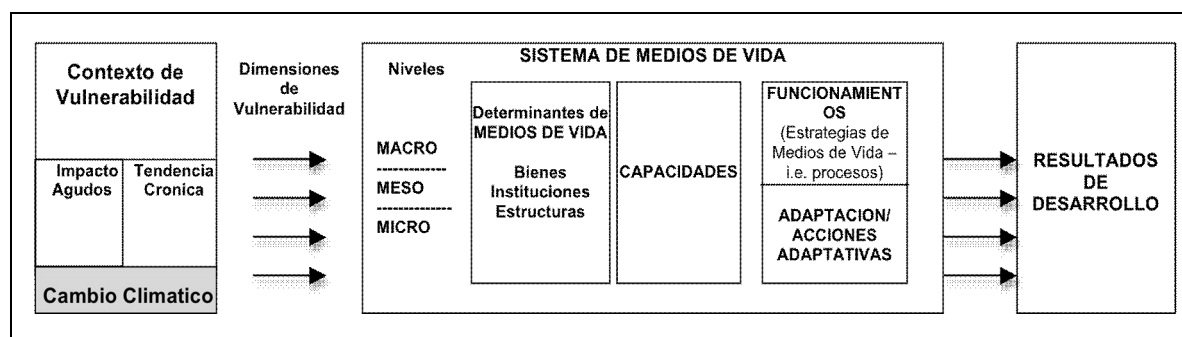 Contexto de
Vulnerabilidad
Impacto
Agudos
Tendencia
Cronica
Cambio Climatico
Dimensiones
de
Vulnerabilidad
SISTEMA DE MEDIOS DE VIDA
Niveles
MACRO
MESO
MICRO
Determinantes de
MEDIOS DE VIDA
Bienes
Instituciones
Estructuras
CAPACIDADES
FUNCIONAMIENT
OS
(Estrategias de
Medios de Vida –
i.e. procesos)
ADAPTACION/
ACCIONES
ADAPTATIVAS
RESULTADOS
DE
DESARROLLO